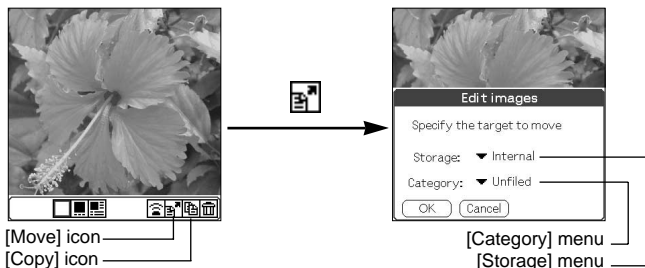 Edit images
Specify the target to move
Storage: Internal
Category: Unfiled
OK Cancel
[Move] icon
[Copy] icon
[Category] menu
[Storage] menu